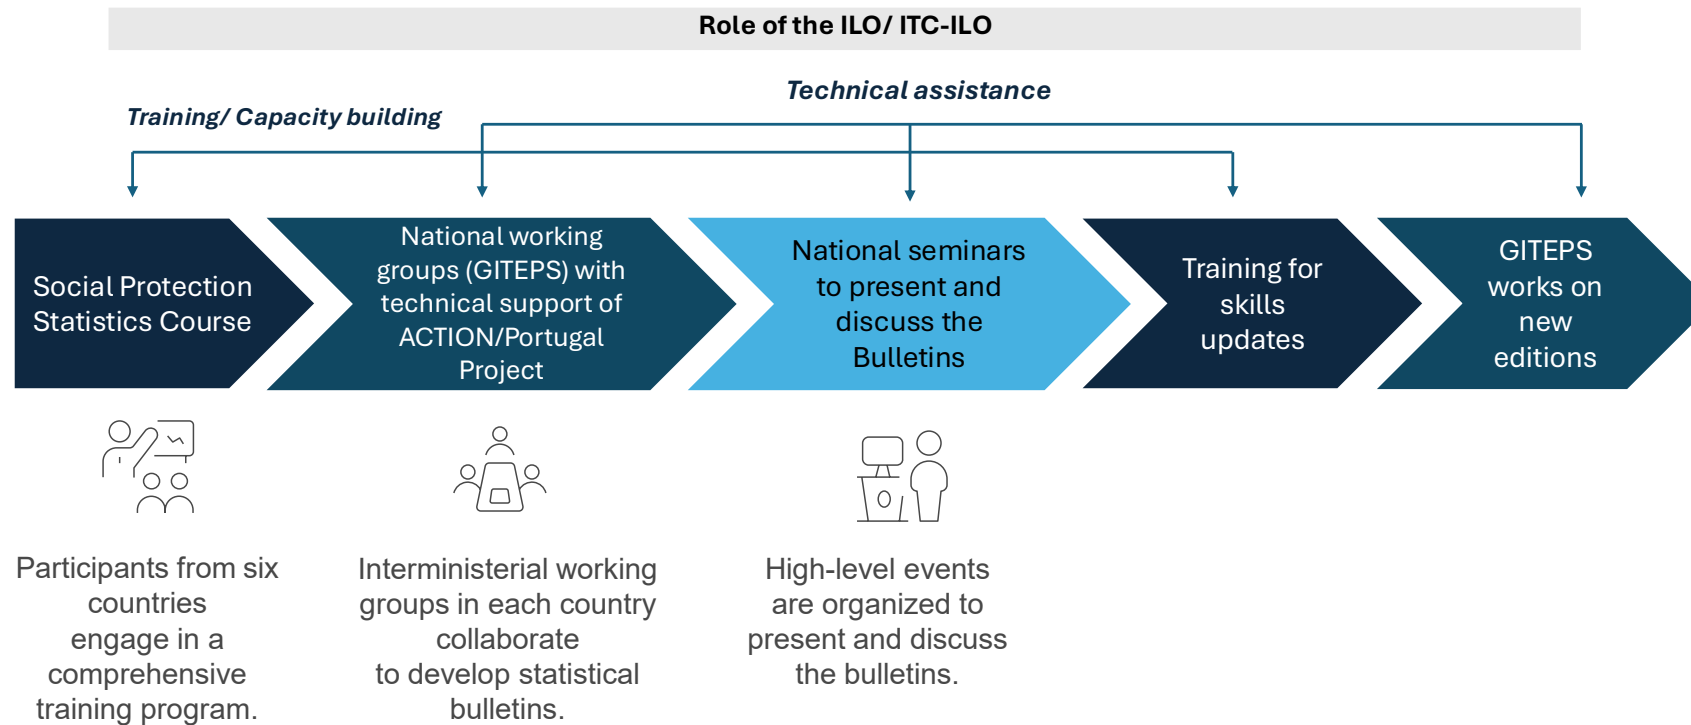 Role of the ILO/ ITC-ILO
Technical assistance
Training/ Capacity building
Social Protection
Statistics Course
National working
groups (GITEPS) with
technical support of
ACTION/Portugal
Project
National seminars
to present and
discuss the
Bulletins
Training for
skills
updates
GITEPS
works on
new
editions
Participants from six
countries
engage in a
comprehensive
training program.
Interministerial working
groups in each country
collaborate
to develop statistical
bulletins.
High-level events
are organized to
present and discuss
the bulletins.